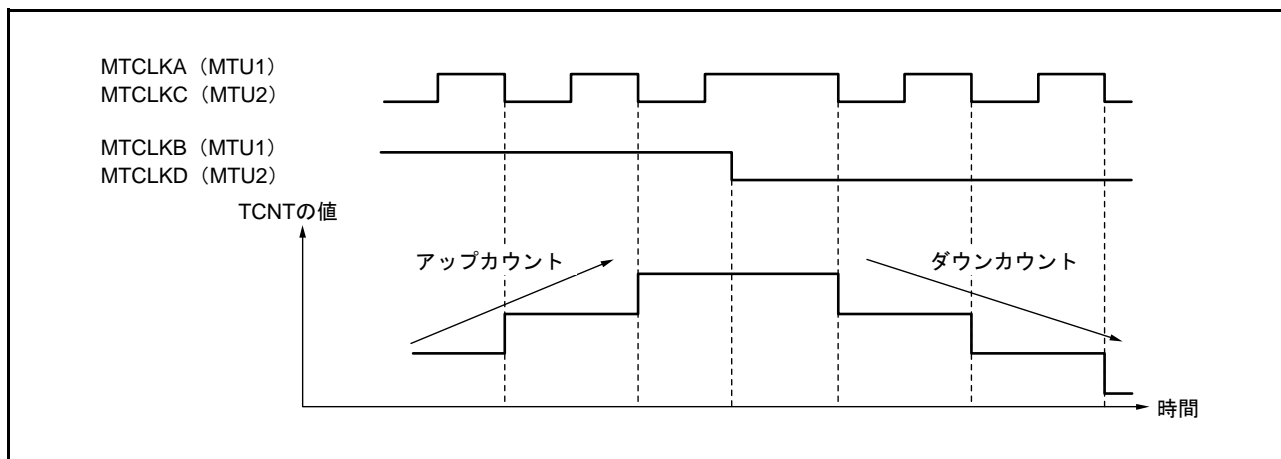 MTCLKA（MTU1）
MTCLKC（MTU2）
MTCLKB（MTU1）
MTCLKD（MTU2）
TCNTの値
アップカウント
ダウンカウント
時間